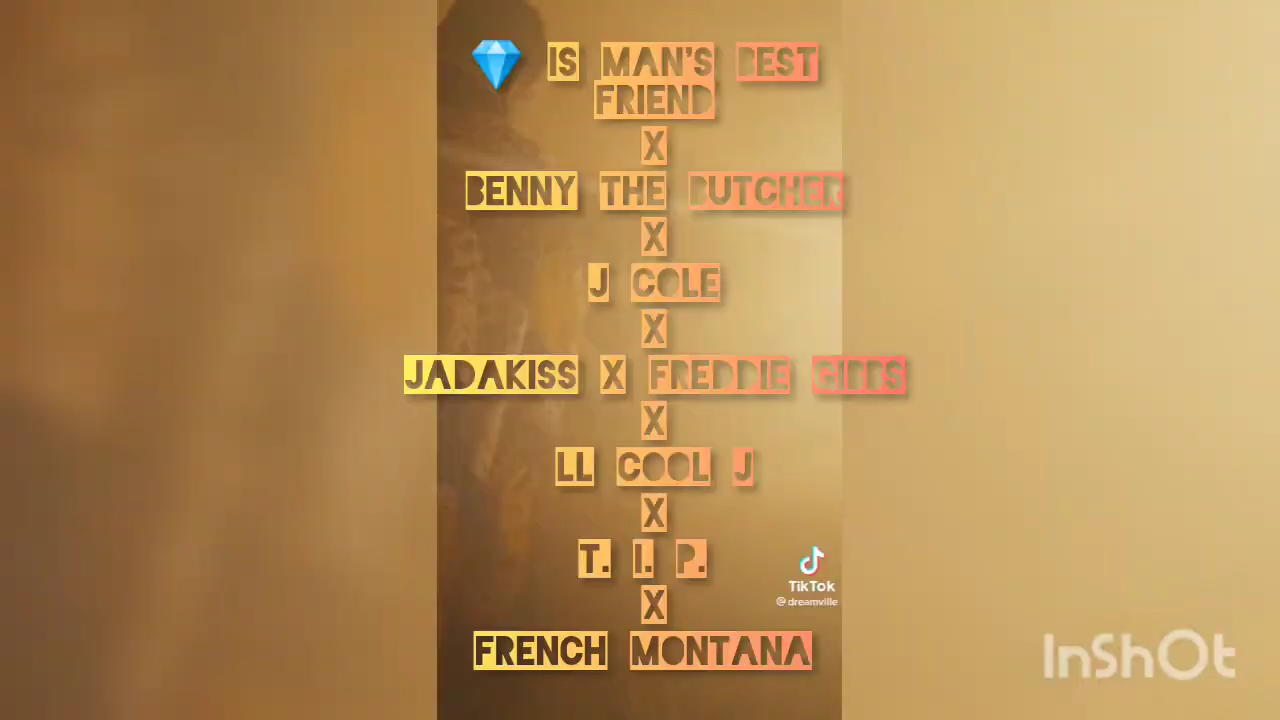 💎 IS MAN'S BEST
FRIEND
X
BENNY THE BUTCHER
X
J COLE
X
JADAKISS X FREDDIE GIBBS
X
LL COOL J
X
T. I. P.
X
FRENCH MONTANA
TikTok
@dreamville
InShOt